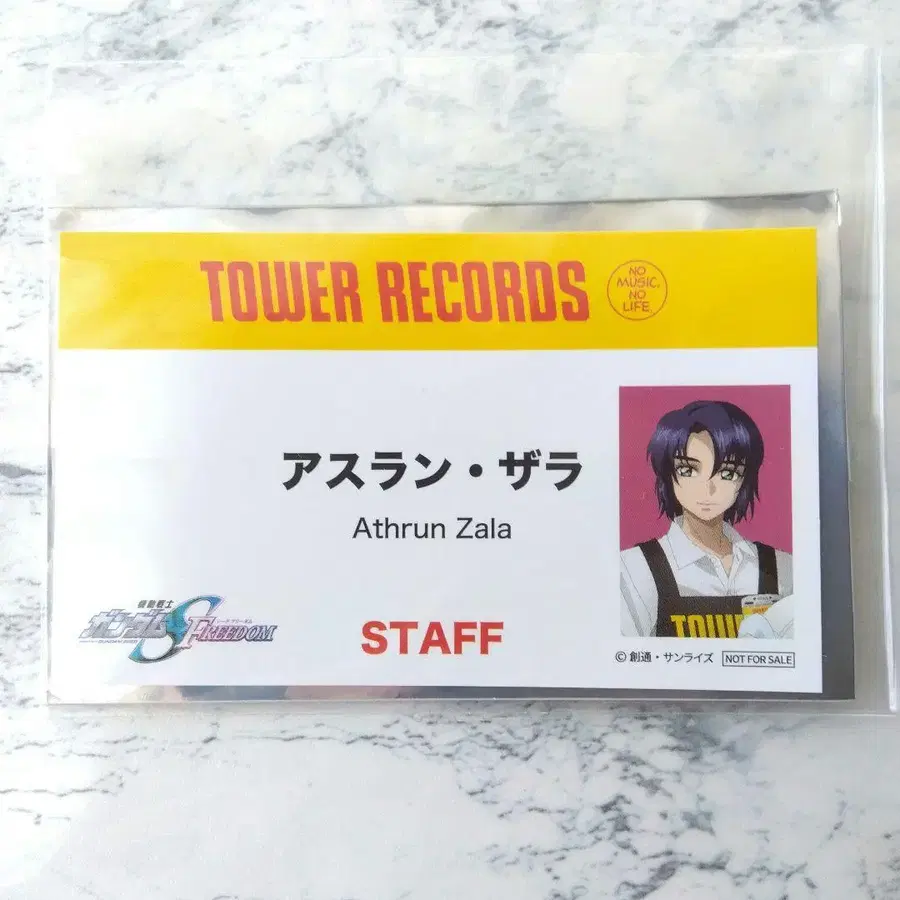 TOWER RECORDS
NO
MUSIC,
NO
LIFE.
アスラン・ザラ
Athrun Zala
機動戦士
ガンダムSEED
FREEDOM
STAFF
TOWE
© 創通・サンライズ
NOT FOR SALE